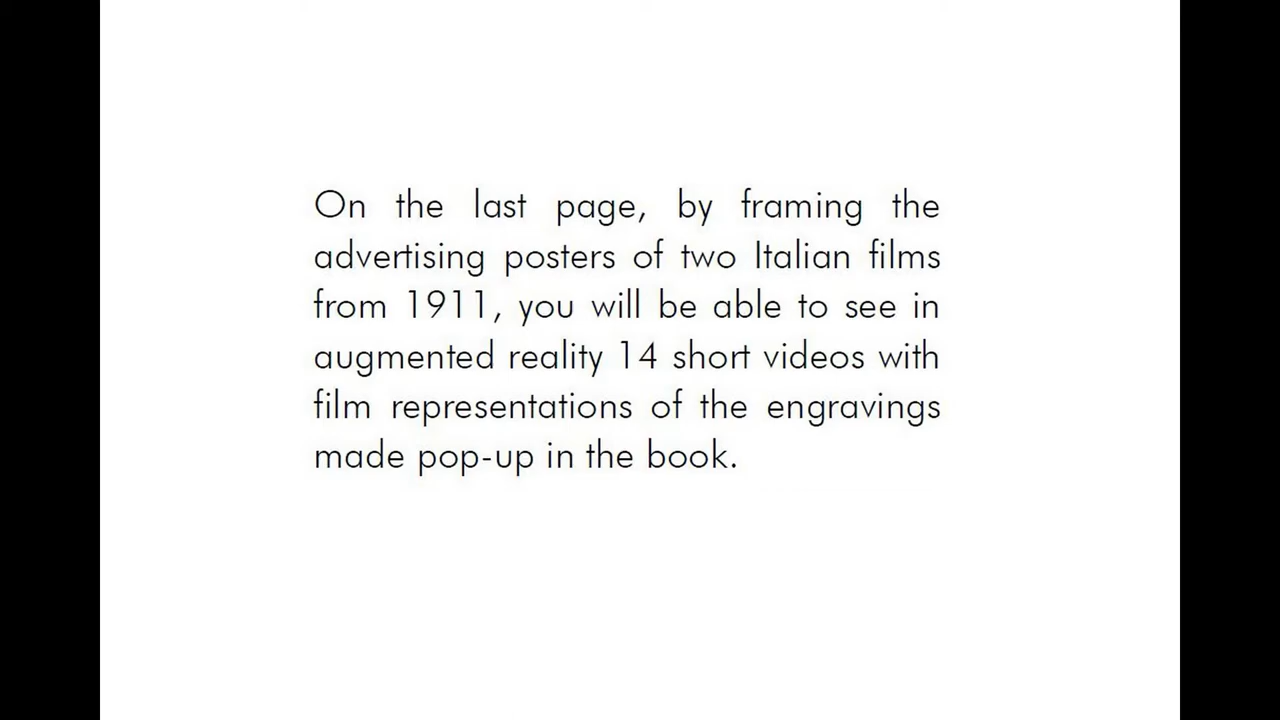 On the last page, by framing the
advertising posters of two Italian films
from 1911, you will be able to see in
augmented reality 14 short videos with
film representations of the engravings
made pop-up in the book.